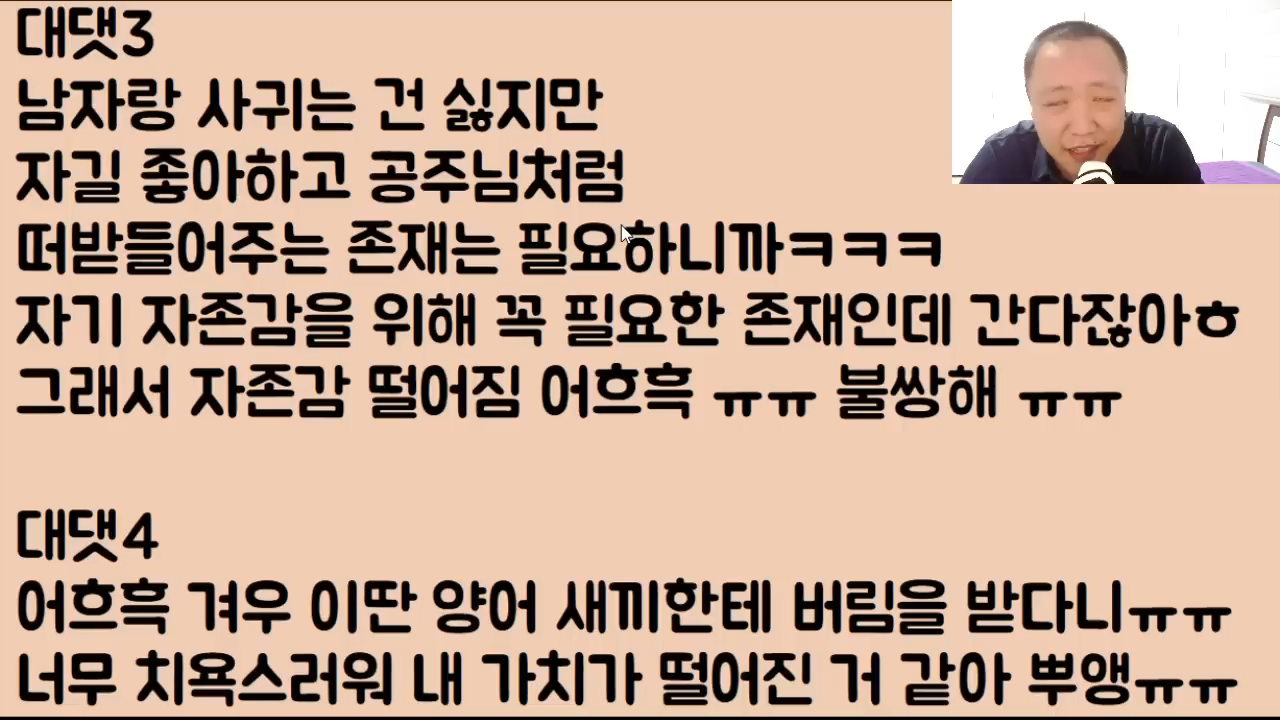 대댓3
남자랑 사귀는 건 싫지만
자길 좋아하고 공주님처럼
떠받들어주는 존재는 필요하니까ㅋㅋㅋ
자기 자존감을 위해 꼭 필요한 존재인데 간다잖아ㅎ
그래서 자존감 떨어짐 어흐흑 ㅠㅠ 불쌍해 ㅠㅠ
대댓4
어흐흑 겨우 이딴 양어 새끼한테 버림을 받다니ㅠㅠ
너무 치욕스러워 내 가치가 떨어진 거 같아 뿌앵ㅠㅠ